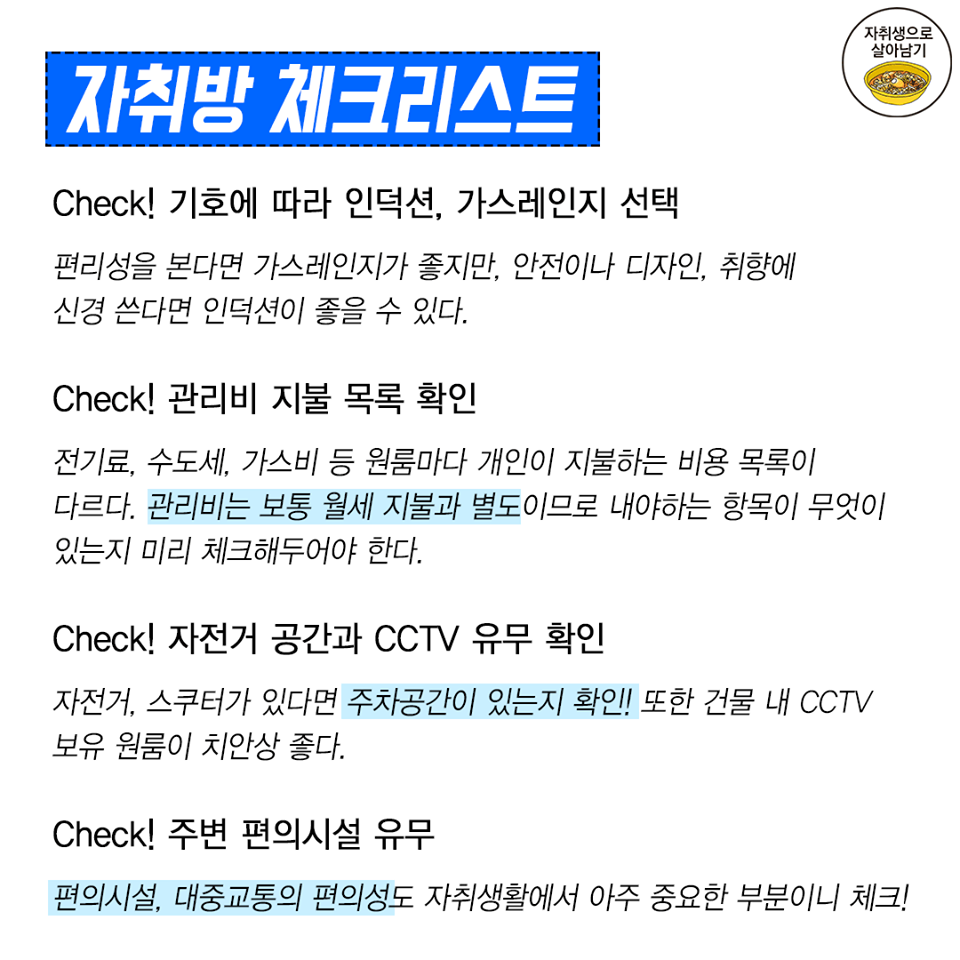 자취생으로
살아남기
자취방 체크리스트
Check! 기호에 따라 인덕션, 가스레인지 선택
편리성을 본다면 가스레인지가 좋지만, 안전이나 디자인, 취향에
신경 쓴다면 인덕션이 좋을 수 있다.
Check! 관리비 지불 목록 확인
전기료, 수도세, 가스비 등 원룸마다 개인이 지불하는 비용 목록이
다르다. 관리비는 보통 월세 지불과 별도이므로 내야하는 항목이 무엇이
있는지 미리 체크해두어야 한다.
Check! 자전거 공간과 CCTV 유무 확인
자전거, 스쿠터가 있다면 주차공간이 있는지 확인! 또한 건물 내 CCTV
보유 원룸이 치안상 좋다.
Check! 주변 편의시설 유무
편의시설, 대중교통의 편의성도 자취생활에서 아주 중요한 부분이니 체크!